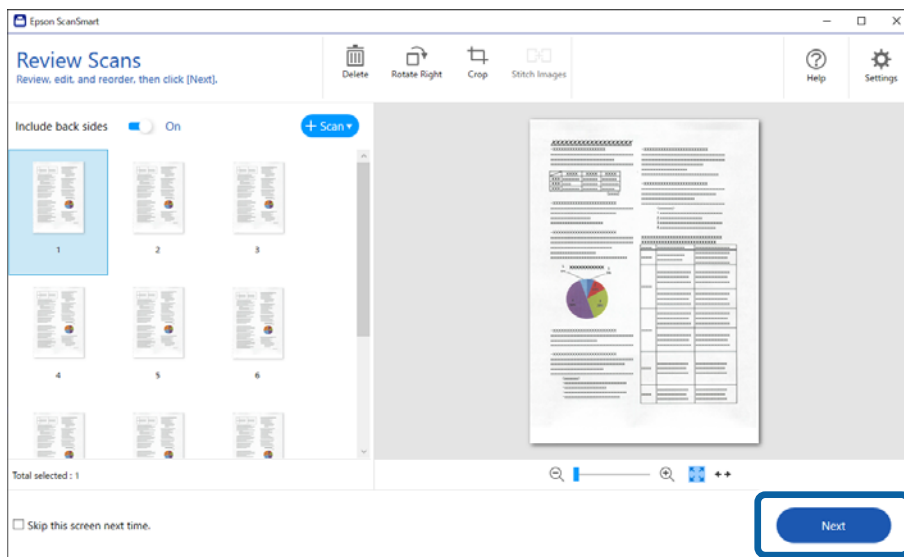 Epson ScanSmart
Review Scans
Review, edit, and reorder, then click [Next].
Delete
Rotate Right
Crop
Stitch Images
Help
Settings
Include back sides
On
+ Scan
1
2
3
4
5
6
Total selected : 1
Skip this screen next time.
Next